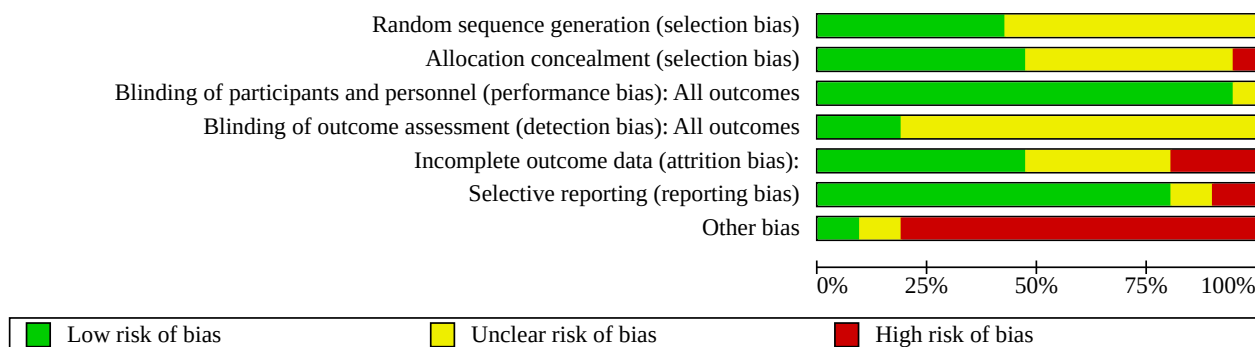 Random sequence generation (selection bias)
Allocation concealment (selection bias)
Blinding of participants and personnel (performance bias): All outcomes
Blinding of outcome assessment (detection bias): All outcomes
Incomplete outcome data (attrition bias):
Selective reporting (reporting bias)
Other bias
0% 25% 50% 75% 100%
Low risk of bias Unclear risk of bias High risk of bias